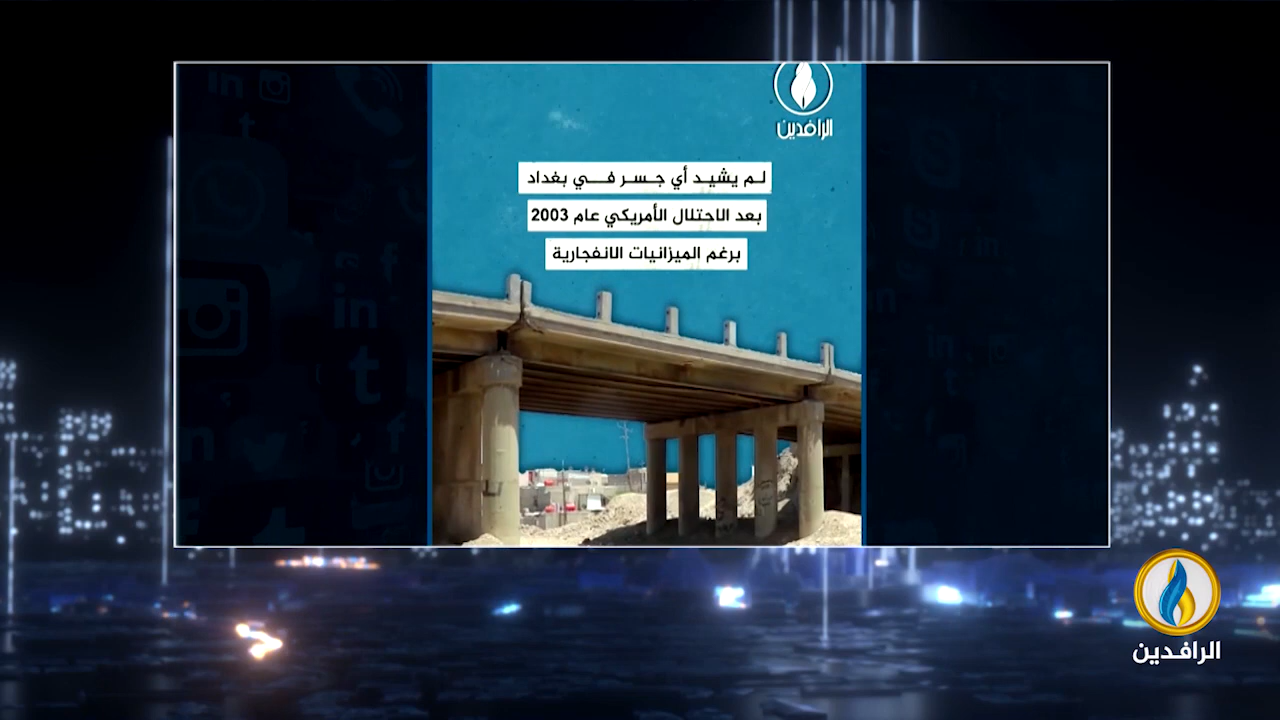 الرافدين
لم يشيد أي جسر في بغداد
بعد الاحتلال الأمريكي عام 2003
برغم الميزانيات الانفجارية
الرافدين